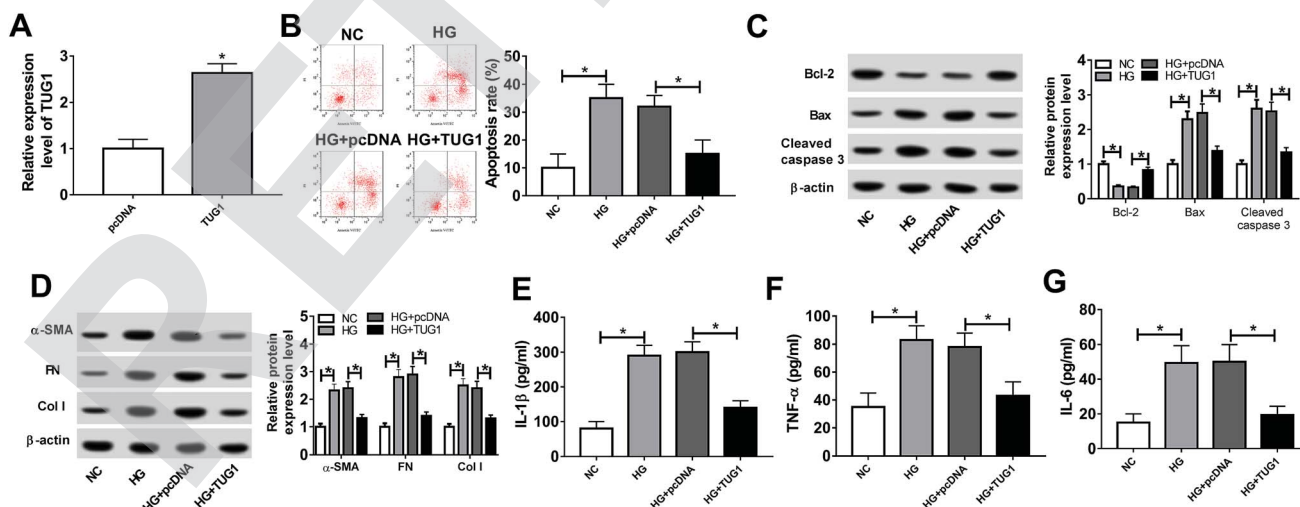 A
Relative expression
level of TUG1
3
2
1
0
pcDNA
TUG1
*
B
NC
HG
HG+pcDNA
HG+TUG1
Apoptosis rate (%)
50
40
30
20
10
0
*
*
NC
HG
HG+pcDNA
HG+TUG1
C
Bcl-2
Bax
Cleaved
caspase 3
β-actin
NC
HG
HG+pcDNA
HG+TUG1
Relative protein
expression level
4
3
2
1
0
NC
HG
HG+pcDNA
HG+TUG1
*
*
*
*
*
*
Bcl-2
Bax
Cleaved
caspase 3
D
α-SMA
FN
Col I
β-actin
NC
HG
HG+pcDNA
HG+TUG1
Relative protein
expression level
5
4
3
2
1
0
NC
HG
HG+pcDNA
HG+TUG1
*
*
*
*
*
*
α-SMA
FN
Col I
E
IL-1β (pg/ml)
400
300
200
100
0
*
*
NC
HG
HG+pcDNA
HG+TUG1
F
TNF-α (pg/ml)
100
80
60
40
20
0
*
*
NC
HG
HG+pcDNA
HG+TUG1
G
IL-6 (pg/ml)
80
60
40
20
0
*
*
NC
HG
HG+pcDNA
HG+TUG1